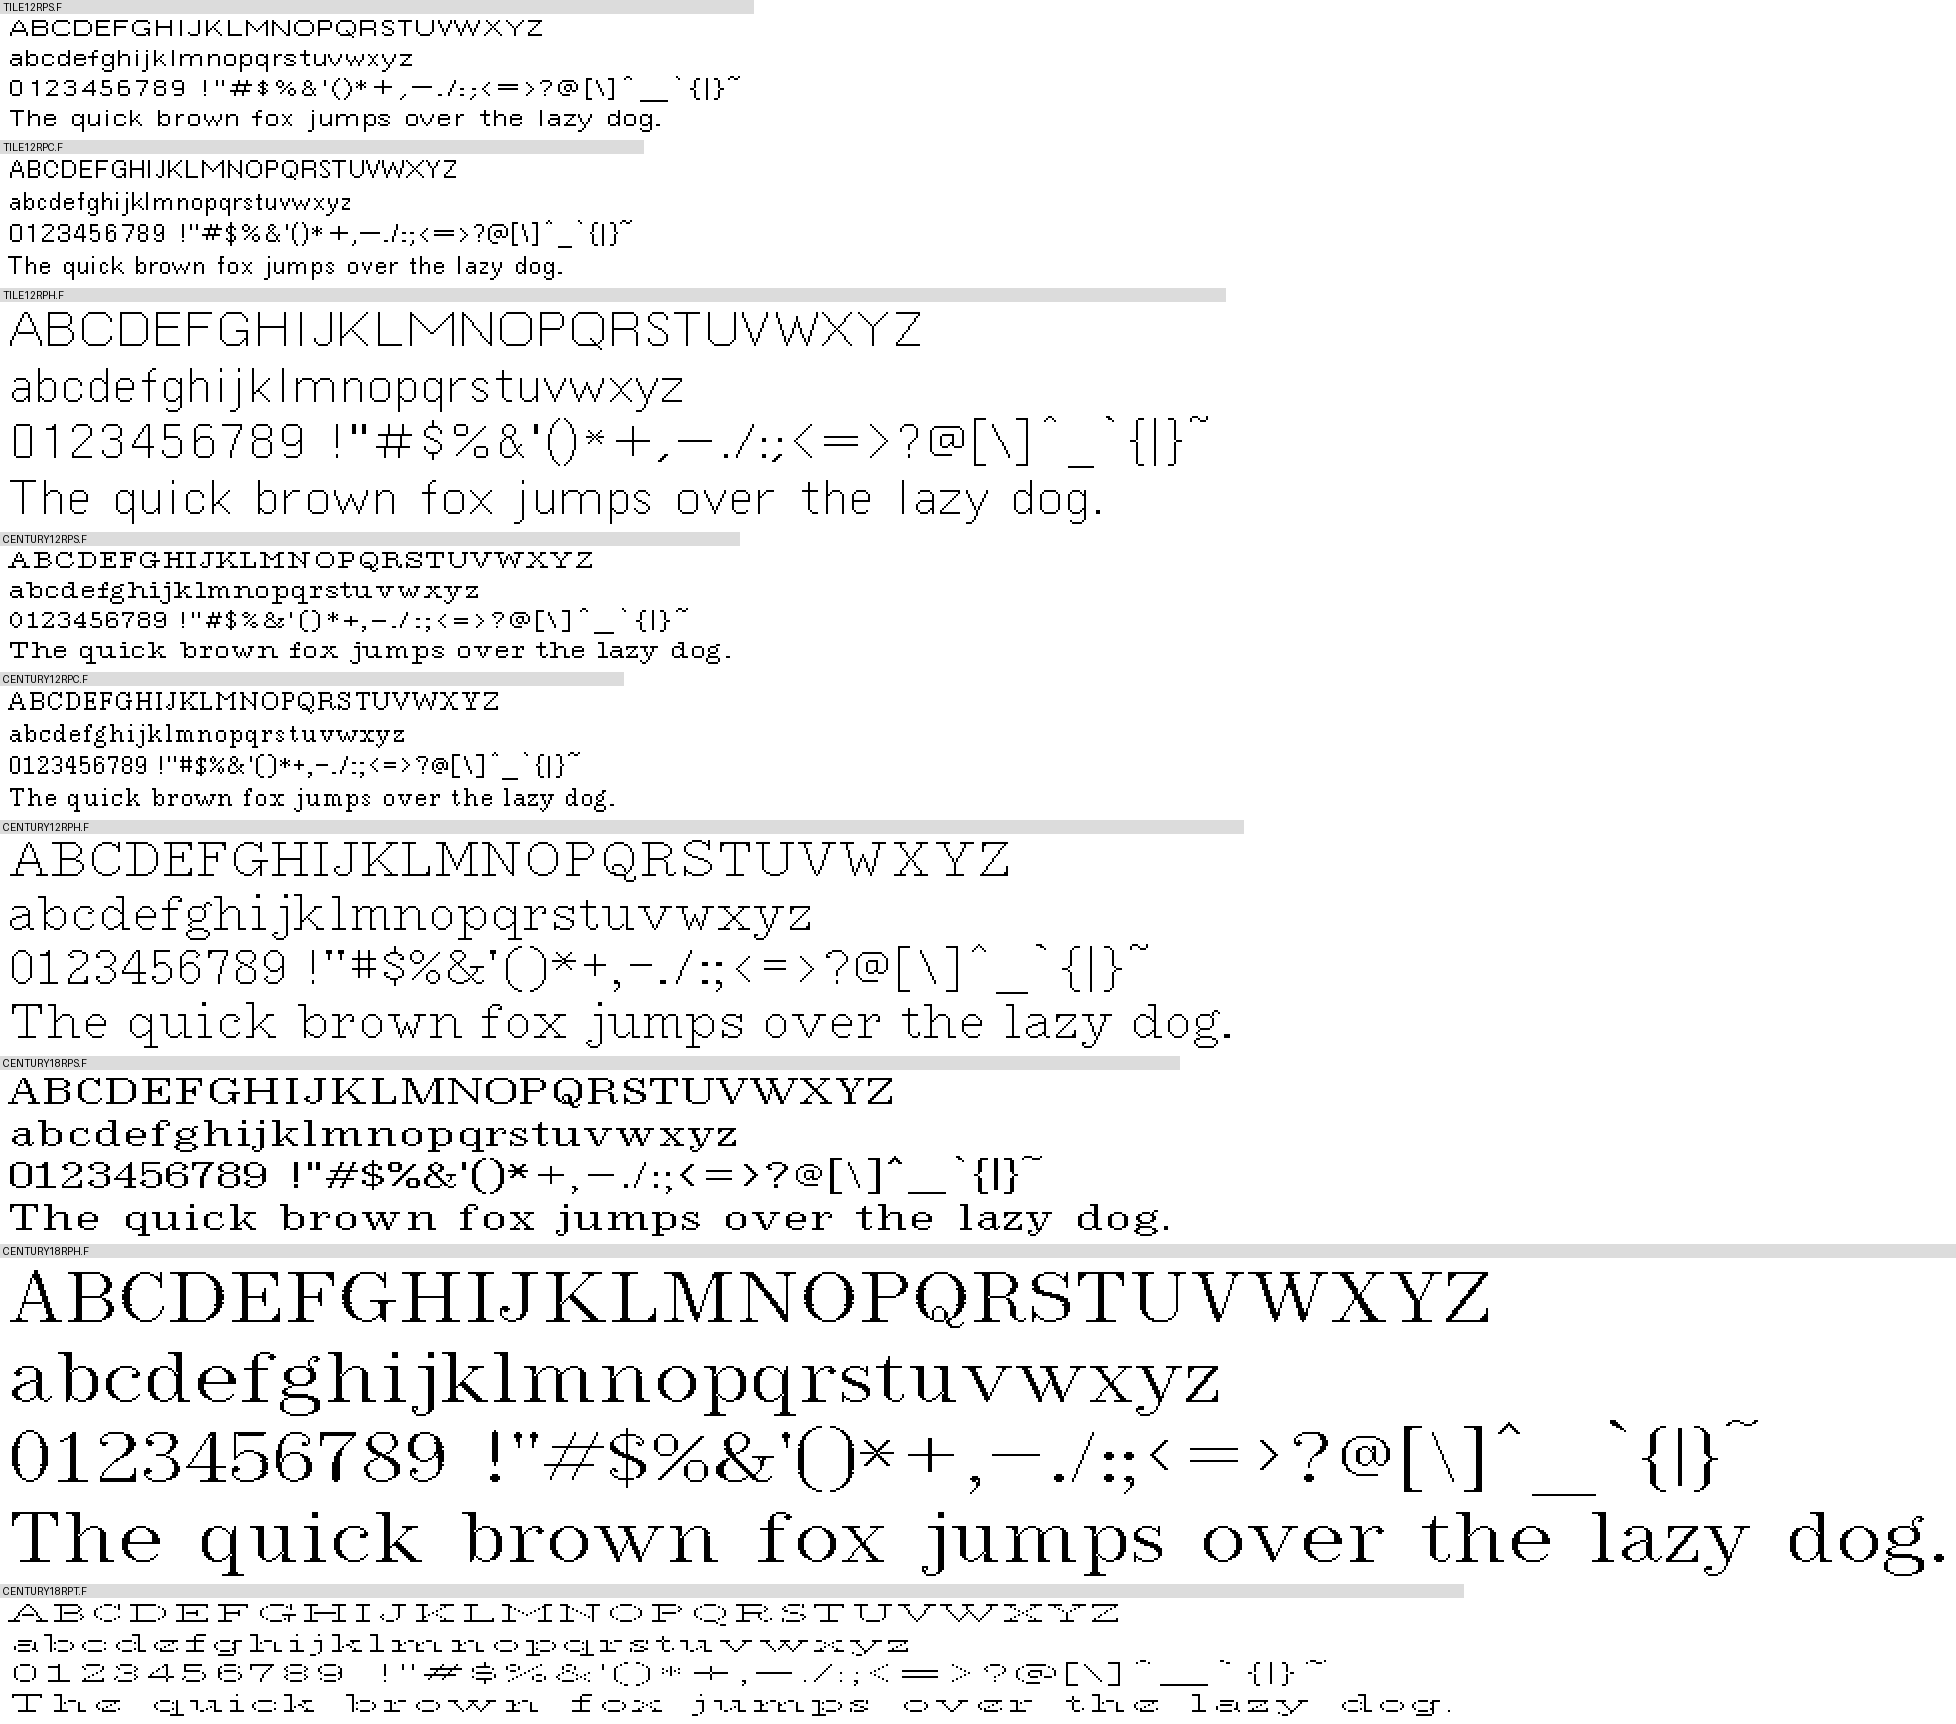 TILE12RPS.F
ABCDEFGHIJKLMNOPQRSTUVWXYZ
abcdefghijklmnopqrstuvwxyz
0123456789 !"#$%&'()*+,—./:;<=>?@[\]^_`{|}~
The quick brown fox jumps over the lazy dog.
TILE12RPC.F
ABCDEFGHIJKLMNOPQRSTUVWXYZ
abcdefghijklmnopqrstuvwxyz
0123456789 !"#$%&'()*+,—./:;<=>?@[\]^_`{|}~
The quick brown fox jumps over the lazy dog.
TILE12RPH.F
ABCDEFGHIJKLMNOPQRSTUVWXYZ
abcdefghijklmnopqrstuvwxyz
0123456789 !"#$%&'()*+,—./:;<=>?@[\]^_`{|}~
The quick brown fox jumps over the lazy dog.
CENTURY12RPS.F
ABCDEFGHIJKLMNOPQRSTUVWXYZ
abcdefghijklmnopqrstuvwxyz
0123456789 !"#$%&'()*+,-./:;<=>?@[\]^_`{|}~
The quick brown fox jumps over the lazy dog.
CENTURY12RPC.F
ABCDEFGHIJKLMNOPQRSTUVWXYZ
abcdefghijklmnopqrstuvwxyz
0123456789 !"#$%&'()*+,-./:;<=>?@[\]^_`{|}~
The quick brown fox jumps over the lazy dog.
CENTURY12RPH.F
ABCDEFGHIJKLMNOPQRSTUVWXYZ
abcdefghijklmnopqrstuvwxyz
0123456789 !"#$%&'()*+,-./:;<=>?@[\]^_`{|}~
The quick brown fox jumps over the lazy dog.
CENTURY18RPS.F
ABCDEFGHIJKLMNOPQRSTUVWXYZ
abcdefghijklmnopqrstuvwxyz
0123456789 !"#$%&'()*+,-./:;<=>?@[\]^_`{|}~
The quick brown fox jumps over the lazy dog.
CENTURY18RPH.F
ABCDEFGHIJKLMNOPQRSTUVWXYZ
abcdefghijklmnopqrstuvwxyz
0123456789 !"#$%&'()*+,-./:;<=>?@[\]^_`{|}~
The quick brown fox jumps over the lazy dog.
CENTURY18RPT.F
ABCDEFGHIJKLMNOPQRSTUVWXYZ
abcdefghijklmnopqrstuvwxyz
0123456789 !"#$%&'()*+,—./:;<=>?@[\]^_`{|}~
The quick brown fox jumps over the lazy dog.